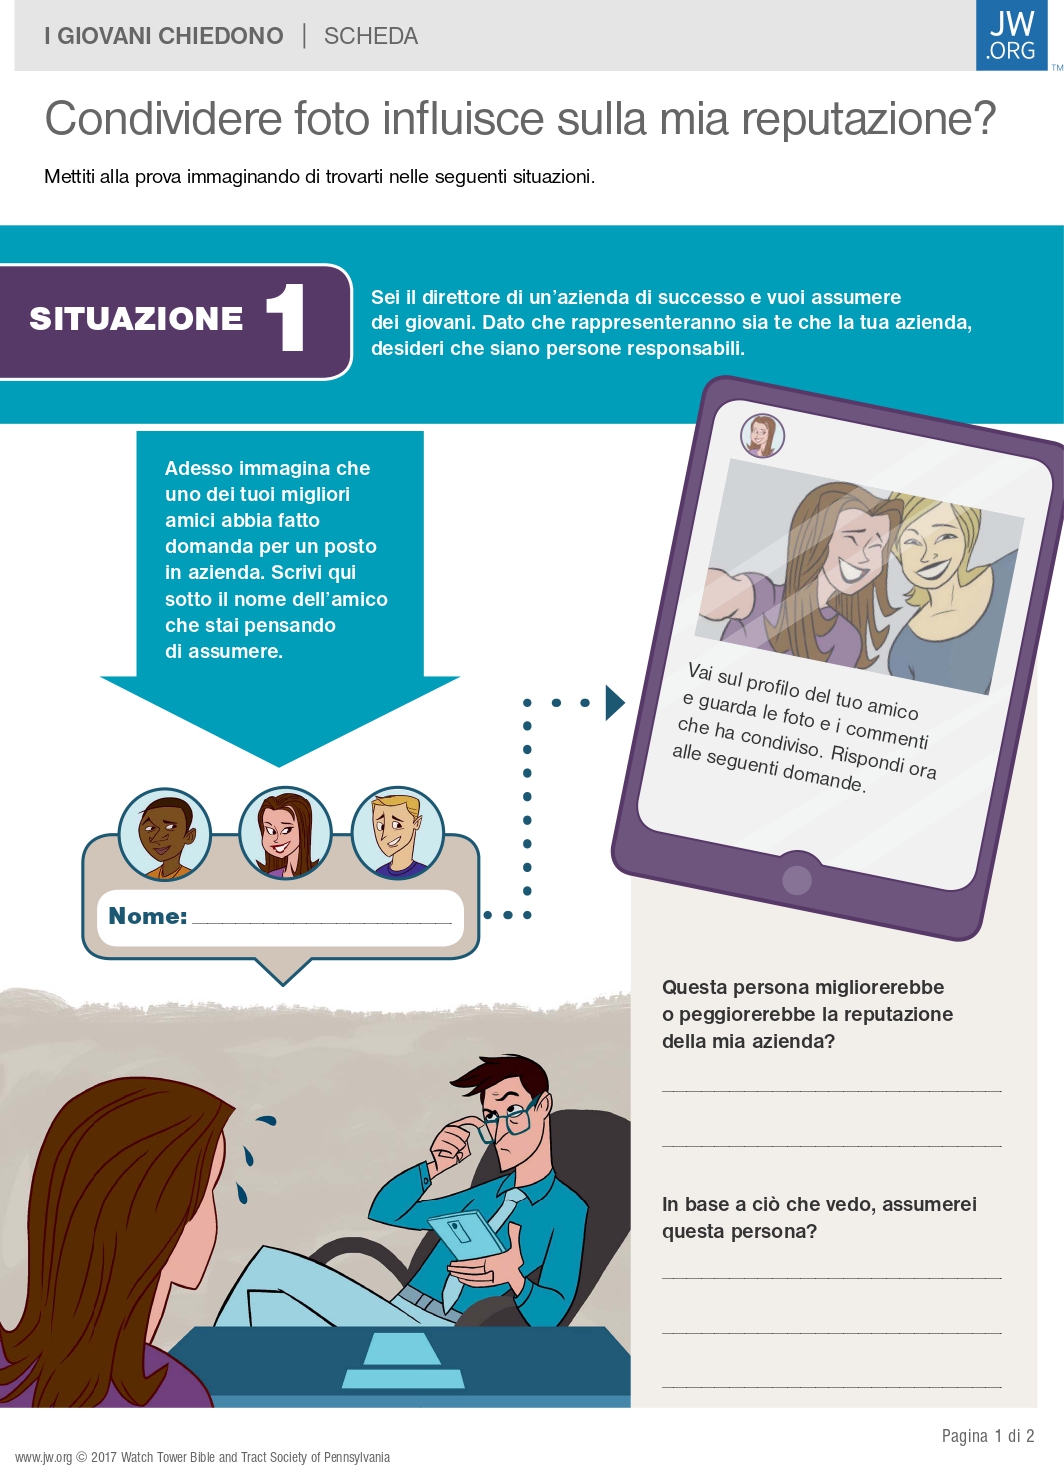 I GIOVANI CHIEDONO | SCHEDA
JW
.ORG
TM
Condividere foto influisce sulla mia reputazione?
Mettiti alla prova immaginando di trovarti nelle seguenti situazioni.
SITUAZIONE 1
Sei il direttore di un’azienda di successo e vuoi assumere
dei giovani. Dato che rappresenteranno sia te che la tua azienda,
desideri che siano persone responsabili.
Adesso immagina che
uno dei tuoi migliori
amici abbia fatto
domanda per un posto
in azienda. Scrivi qui
sotto il nome dell’amico
che stai pensando
di assumere.
Nome:
Vai sul profilo del tuo amico
e guarda le foto e i commenti
che ha condiviso. Rispondi ora
alle seguenti domande.
Questa persona migliorerebbe
o peggiorerebbe la reputazione
della mia azienda?
In base a ciò che vedo, assumerei
questa persona?
Pagina 1 di 2
www.jw.org © 2017 Watch Tower Bible and Tract Society of Pennsylvania